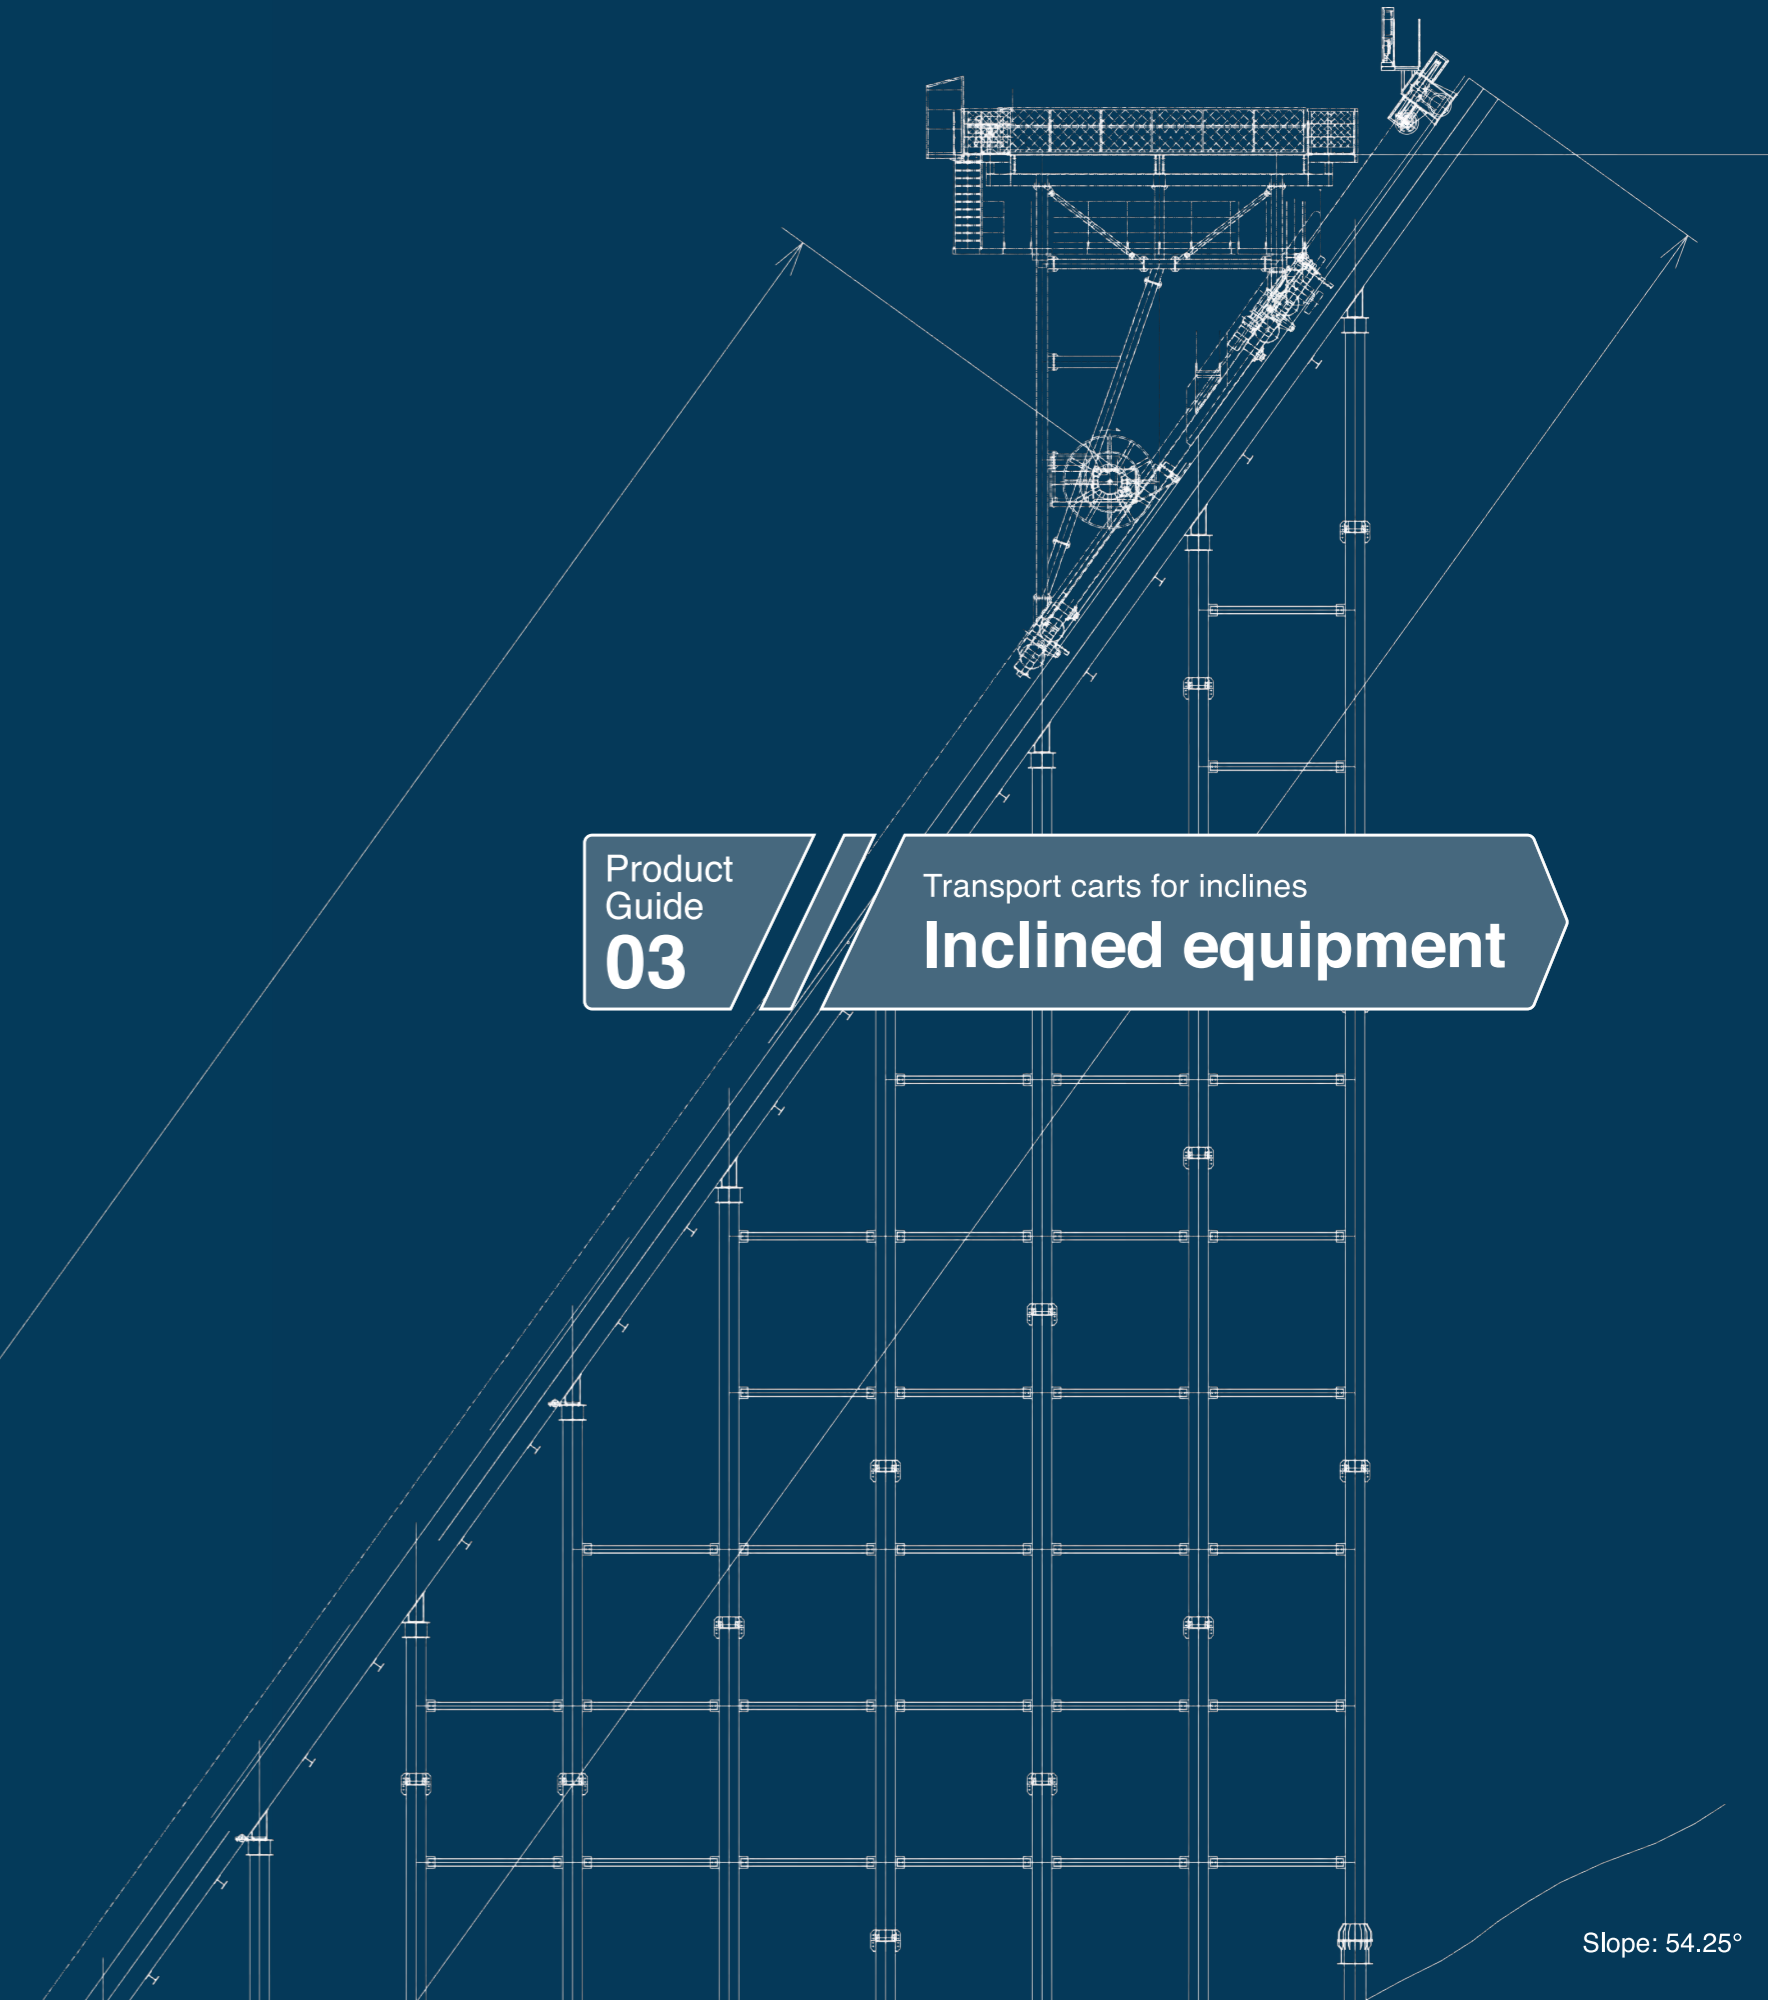 Product
Guide
03
Transport carts for inclines
Inclined equipment
Slope: 54.25°